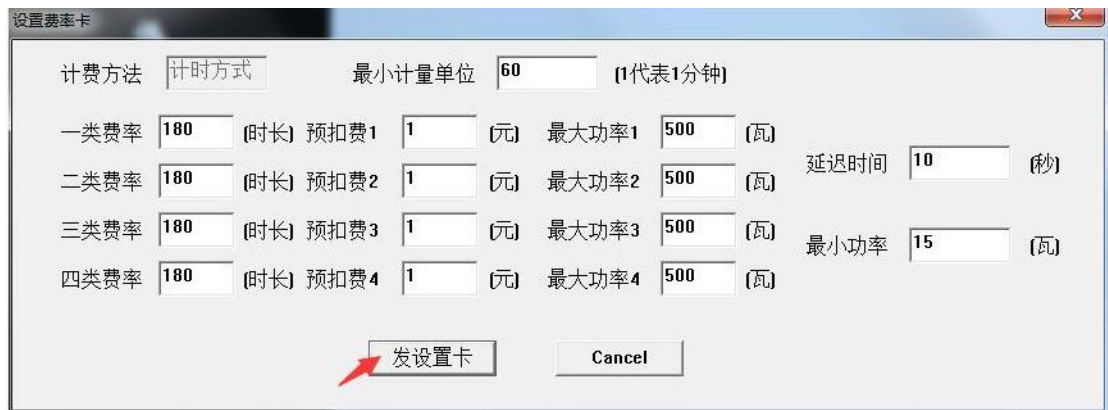 设置费率卡
计费方法 计时方式 最小计量单位 60 (1代表1分钟)
一类费率 180 (时长) 预扣费1 1 (元) 最大功率1 500 (瓦)
延迟时间 10 (秒)
二类费率 180 (时长) 预扣费2 1 (元) 最大功率2 500 (瓦)
三类费率 180 (时长) 预扣费3 1 (元) 最大功率3 500 (瓦)
最小功率 15 (瓦)
四类费率 180 (时长) 预扣费4 1 (元) 最大功率4 500 (瓦)
发设置卡 Cancel